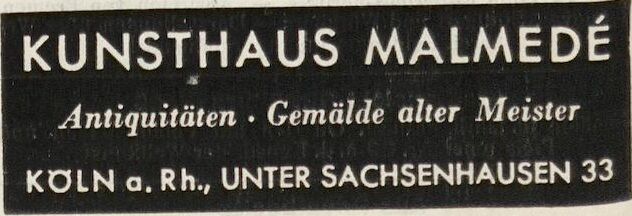 KUNSTHAUS MALMEDÉ
Antiquitäten · Gemälde alter Meister
KÖLN a. Rh., UNTER SACHSENHAUSEN 33